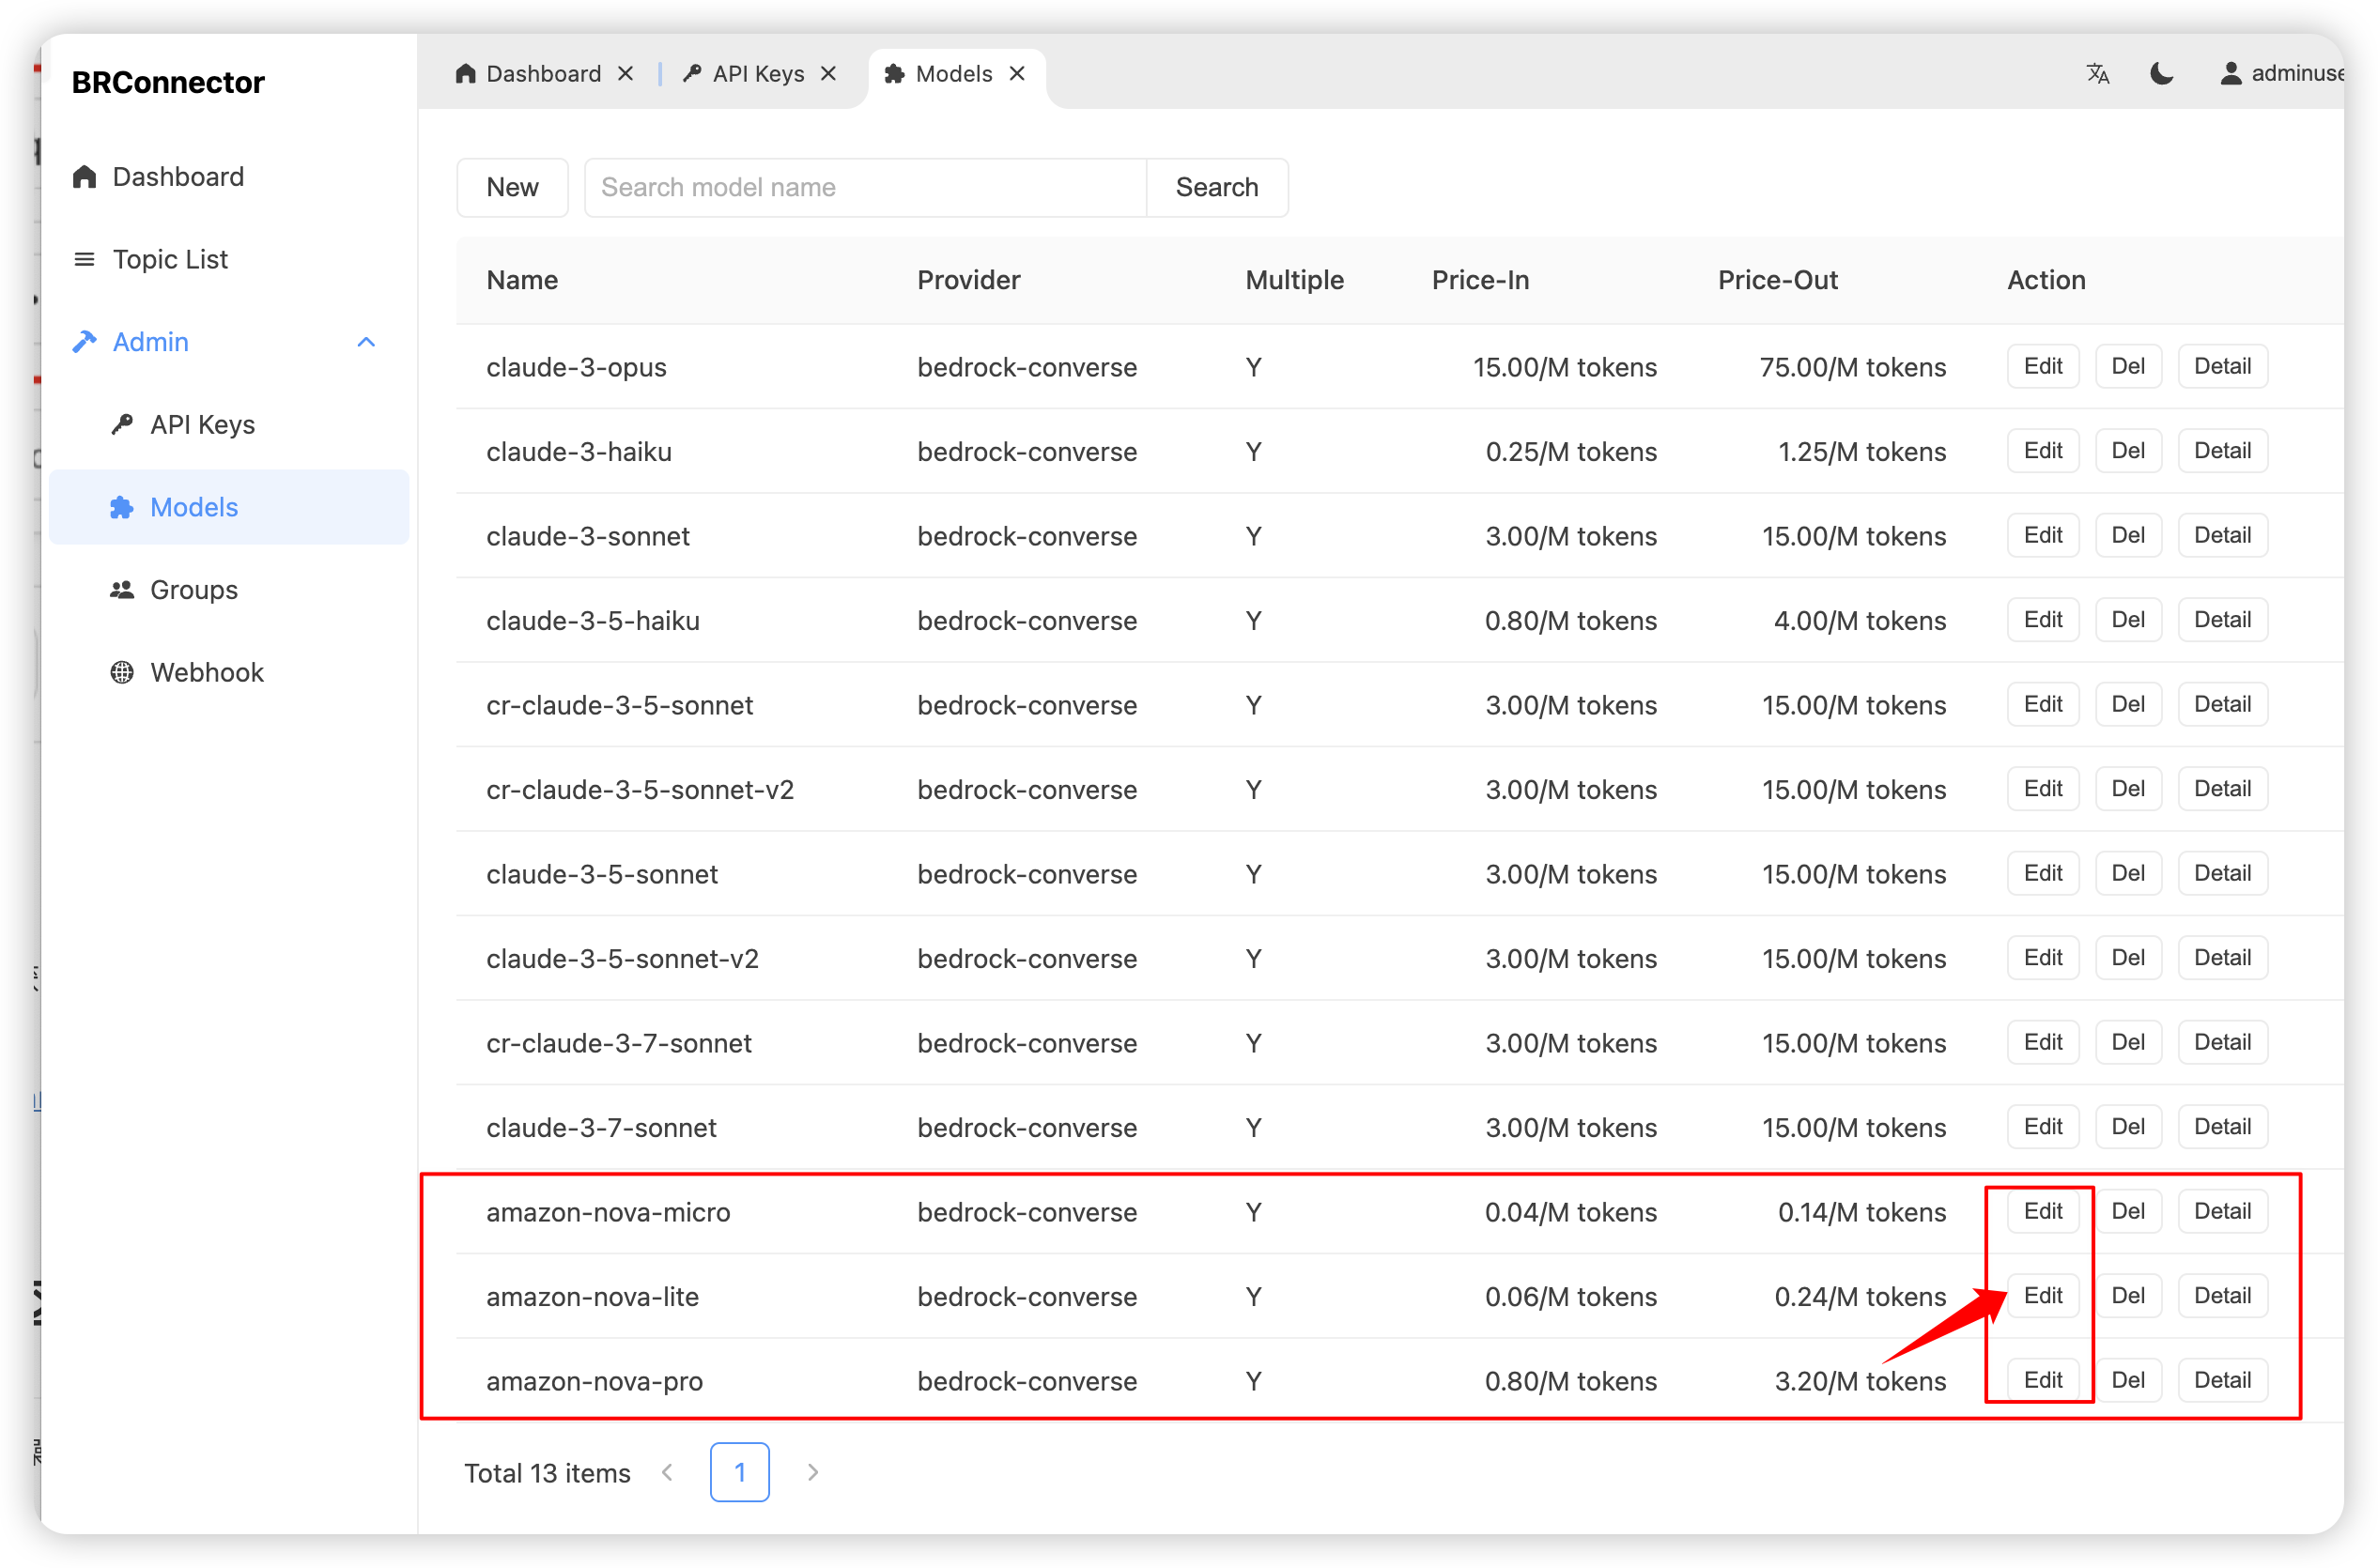 BRConnector
Dashboard
Topic List
Admin
API Keys
Models
Groups
Webhook
Dashboard API Keys Models
New Search model name Search
Name Provider Multiple Price-In Price-Out Action
claude-3-opus bedrock-converse Y 15.00/M tokens 75.00/M tokens Edit Del Detail
claude-3-haiku bedrock-converse Y 0.25/M tokens 1.25/M tokens Edit Del Detail
claude-3-sonnet bedrock-converse Y 3.00/M tokens 15.00/M tokens Edit Del Detail
claude-3-5-haiku bedrock-converse Y 0.80/M tokens 4.00/M tokens Edit Del Detail
cr-claude-3-5-sonnet bedrock-converse Y 3.00/M tokens 15.00/M tokens Edit Del Detail
cr-claude-3-5-sonnet-v2 bedrock-converse Y 3.00/M tokens 15.00/M tokens Edit Del Detail
claude-3-5-sonnet bedrock-converse Y 3.00/M tokens 15.00/M tokens Edit Del Detail
claude-3-5-sonnet-v2 bedrock-converse Y 3.00/M tokens 15.00/M tokens Edit Del Detail
cr-claude-3-7-sonnet bedrock-converse Y 3.00/M tokens 15.00/M tokens Edit Del Detail
claude-3-7-sonnet bedrock-converse Y 3.00/M tokens 15.00/M tokens Edit Del Detail
amazon-nova-micro bedrock-converse Y 0.04/M tokens 0.14/M tokens Edit Del Detail
amazon-nova-lite bedrock-converse Y 0.06/M tokens 0.24/M tokens Edit Del Detail
amazon-nova-pro bedrock-converse Y 0.80/M tokens 3.20/M tokens Edit Del Detail
Total 13 items 1